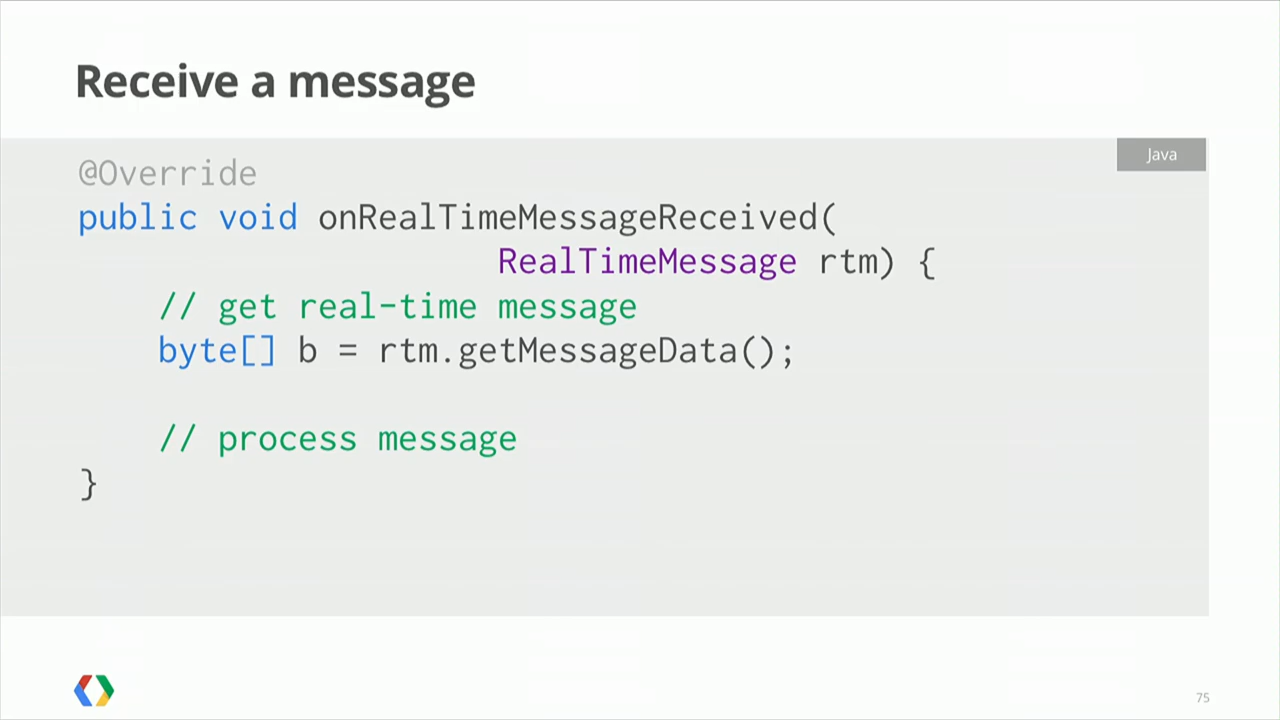 Receive a message
Java
@Override
public void onRealTimeMessageReceived(
RealTimeMessage rtm) {
// get real-time message
byte[] b = rtm.getMessageData();
// process message
}
75